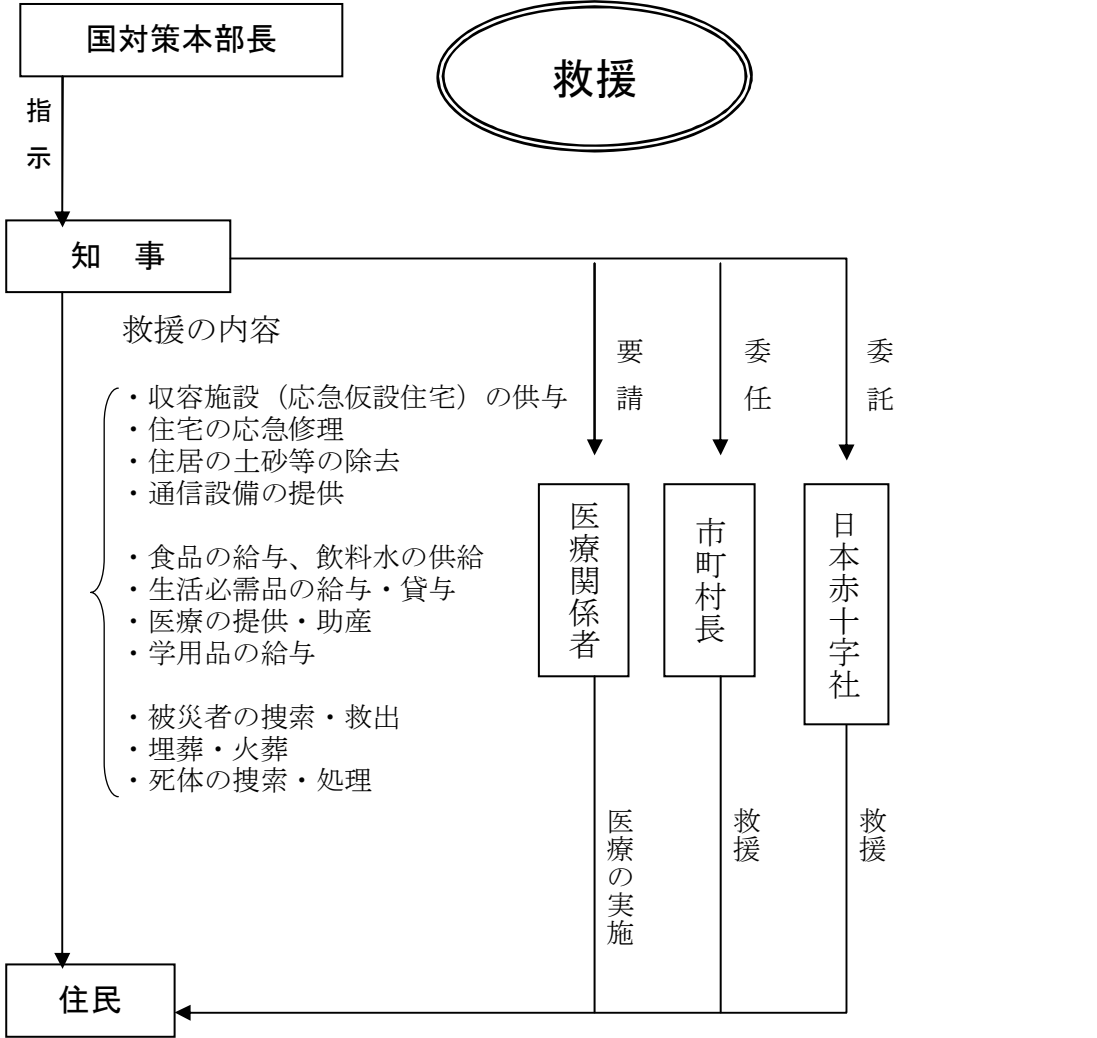 国対策本部長
救援
指示
知　事
救援の内容
・収容施設（応急仮設住宅）の供与
・住宅の応急修理
・住居の土砂等の除去
・通信設備の提供
・食品の給与、飲料水の供給
・生活必需品の給与・貸与
・医療の提供・助産
・学用品の給与
・被災者の捜索・救出
・埋葬・火葬
・死体の捜索・処理
要請
委任
委託
医療関係者
市町村長
日本赤十字社
医療の実施
救援
救援
住民